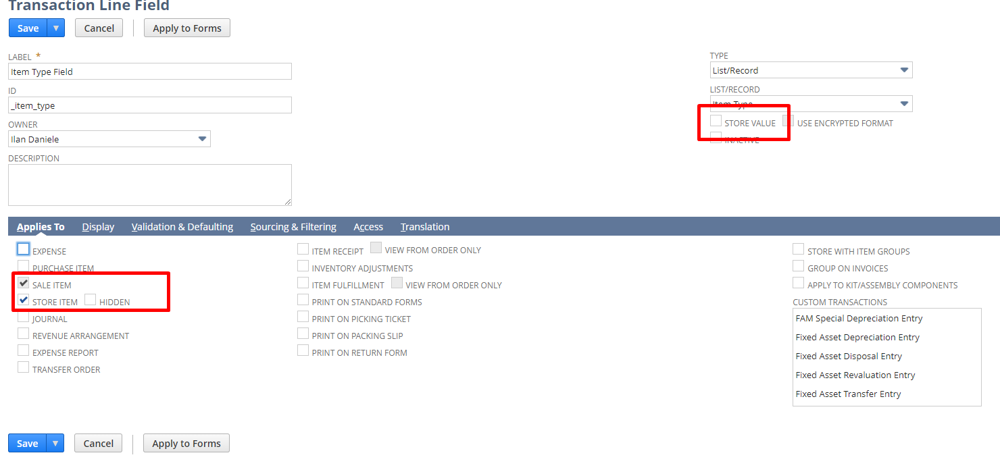 Transaction Line Field
Save Cancel Apply to Forms
LABEL *
Item Type Field
ID
_item_type
OWNER
Ilan Daniele
DESCRIPTION
TYPE
List/Record
LIST/RECORD
Item Type
STORE VALUE USE ENCRYPTED FORMAT
INACTIVE
Applies To Display Validation & Defaulting Sourcing & Filtering Access Translation
EXPENSE
PURCHASE ITEM
SALE ITEM
STORE ITEM HIDDEN
JOURNAL
REVENUE ARRANGEMENT
EXPENSE REPORT
TRANSFER ORDER
ITEM RECEIPT VIEW FROM ORDER ONLY
INVENTORY ADJUSTMENTS
ITEM FULFILLMENT VIEW FROM ORDER ONLY
PRINT ON STANDARD FORMS
PRINT ON PICKING TICKET
PRINT ON PACKING SLIP
PRINT ON RETURN FORM
STORE WITH ITEM GROUPS
GROUP ON INVOICES
APPLY TO KIT/ASSEMBLY COMPONENTS
CUSTOM TRANSACTIONS
FAM Special Depreciation Entry
Fixed Asset Depreciation Entry
Fixed Asset Disposal Entry
Fixed Asset Revaluation Entry
Fixed Asset Transfer Entry
Save Cancel Apply to Forms